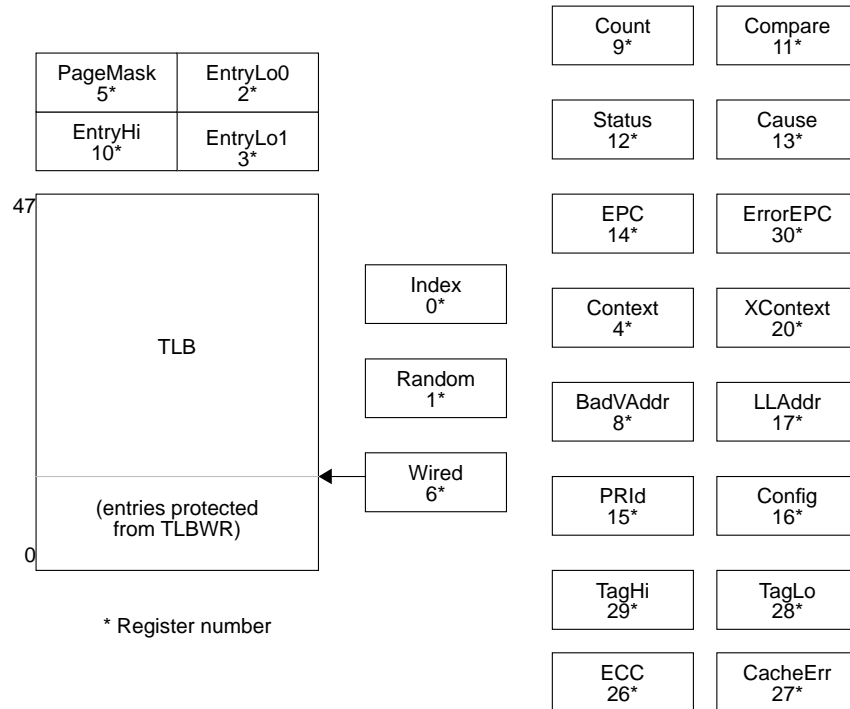 PageMask
5*
EntryLo0
2*
EntryHi
10*
EntryLo1
3*
47
TLB
(entries protected
from TLBWR)
0
* Register number
Index
0*
Random
1*
Wired
6*
Count
9*
Compare
11*
Status
12*
Cause
13*
EPC
14*
ErrorEPC
30*
Context
4*
XContext
20*
BadVAddr
8*
LLAddr
17*
PRId
15*
Config
16*
TagHi
29*
TagLo
28*
ECC
26*
CacheErr
27*